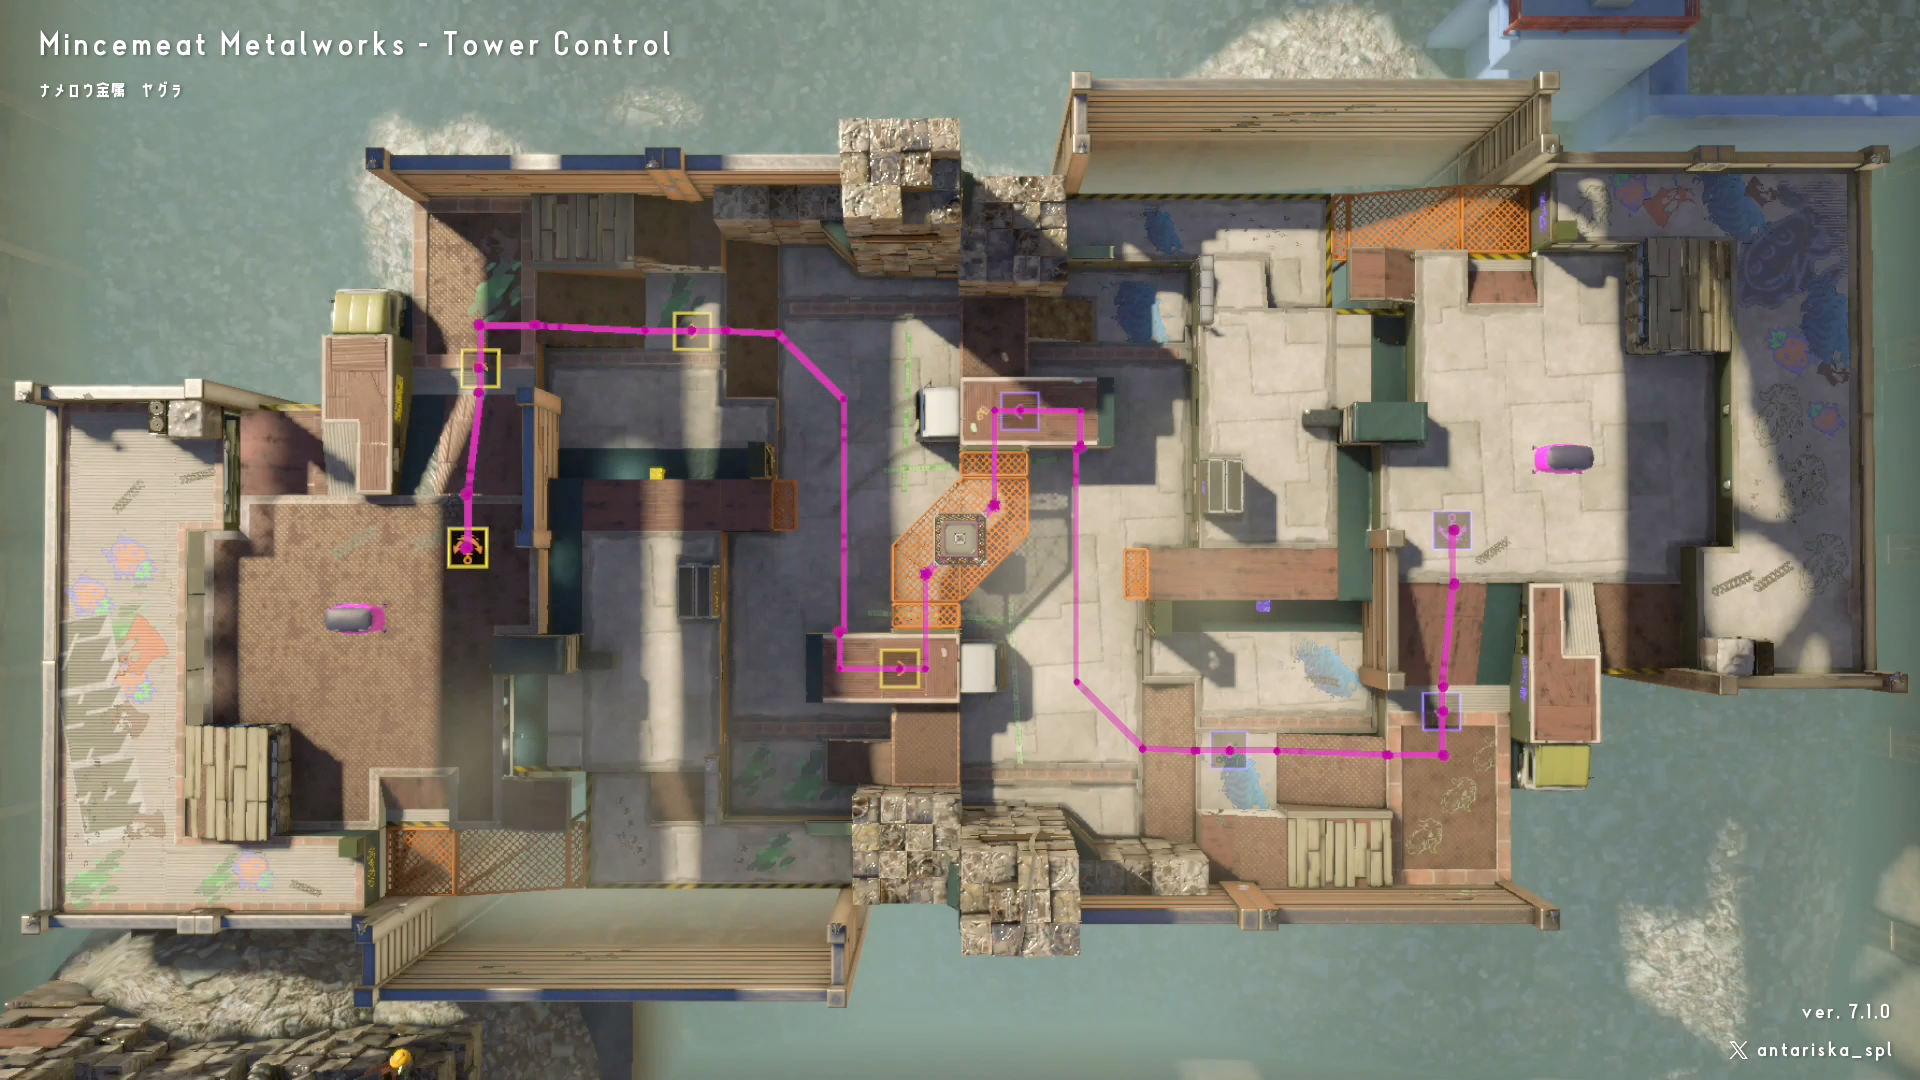 Mincemeat Metalworks - Tower Control
ナメロウ金属 ヤグラ
ver. 7.1.0
X antariska_spl